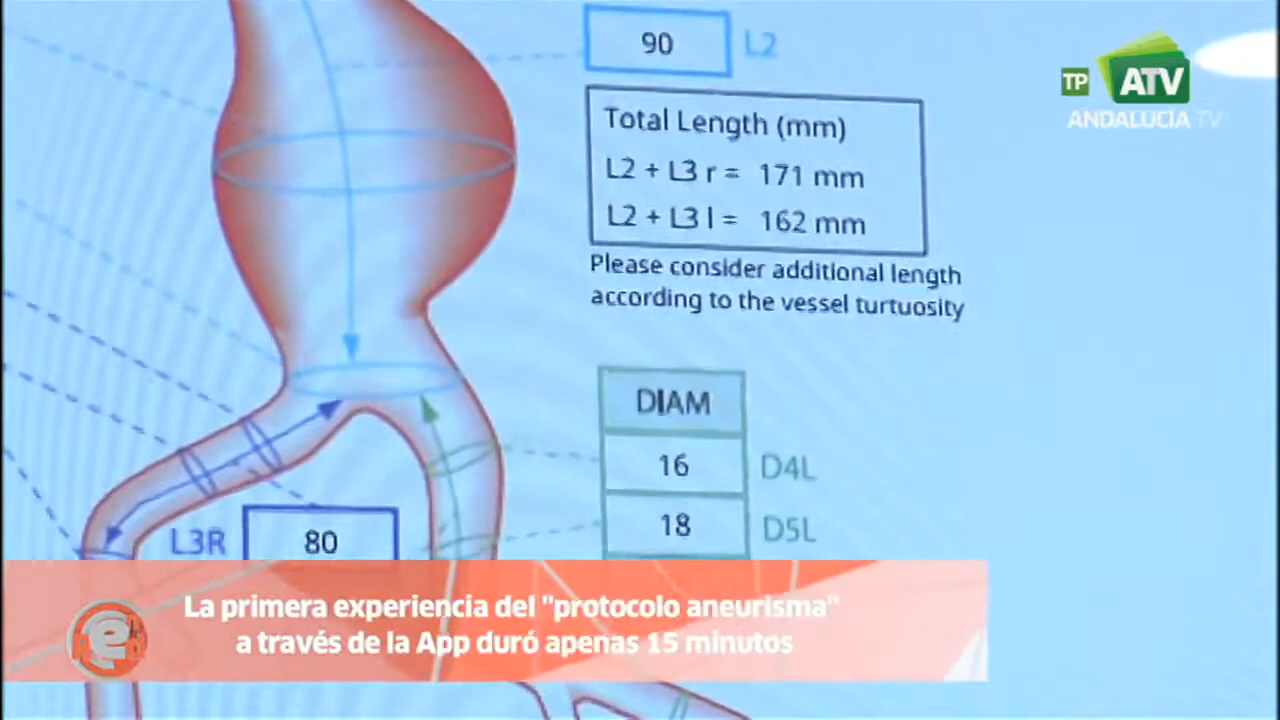 90 L2
TP ATV
ANDALUCÍA TV
Total Length (mm)
L2 + L3 r = 171 mm
L2 + L3 l = 162 mm
Please consider additional length
according to the vessel turtuosity
DIAM
16 D4L
18 D5L
L3R 80
La primera experiencia del "protocolo aneurisma"
a través de la App duró apenas 15 minutos
e